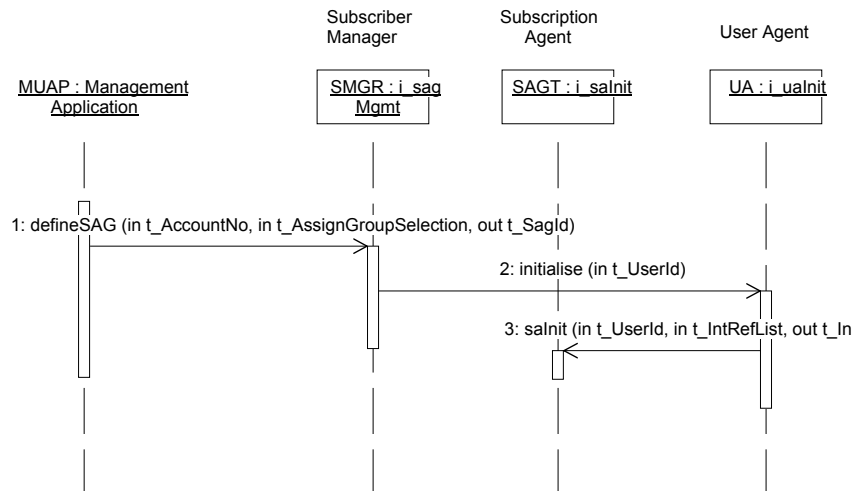 Subscriber
Manager
Subscription
Agent
User Agent
MUAP : Management
Application
SMGR : i_sag
Mgmt
SAGT : i_saInit
UA : i_uaInit
1: defineSAG (in t_AccountNo, in t_AssignGroupSelection, out t_SagId)
2: initialise (in t_UserId)
3: saInit (in t_UserId, in t_IntRefList, out t_In